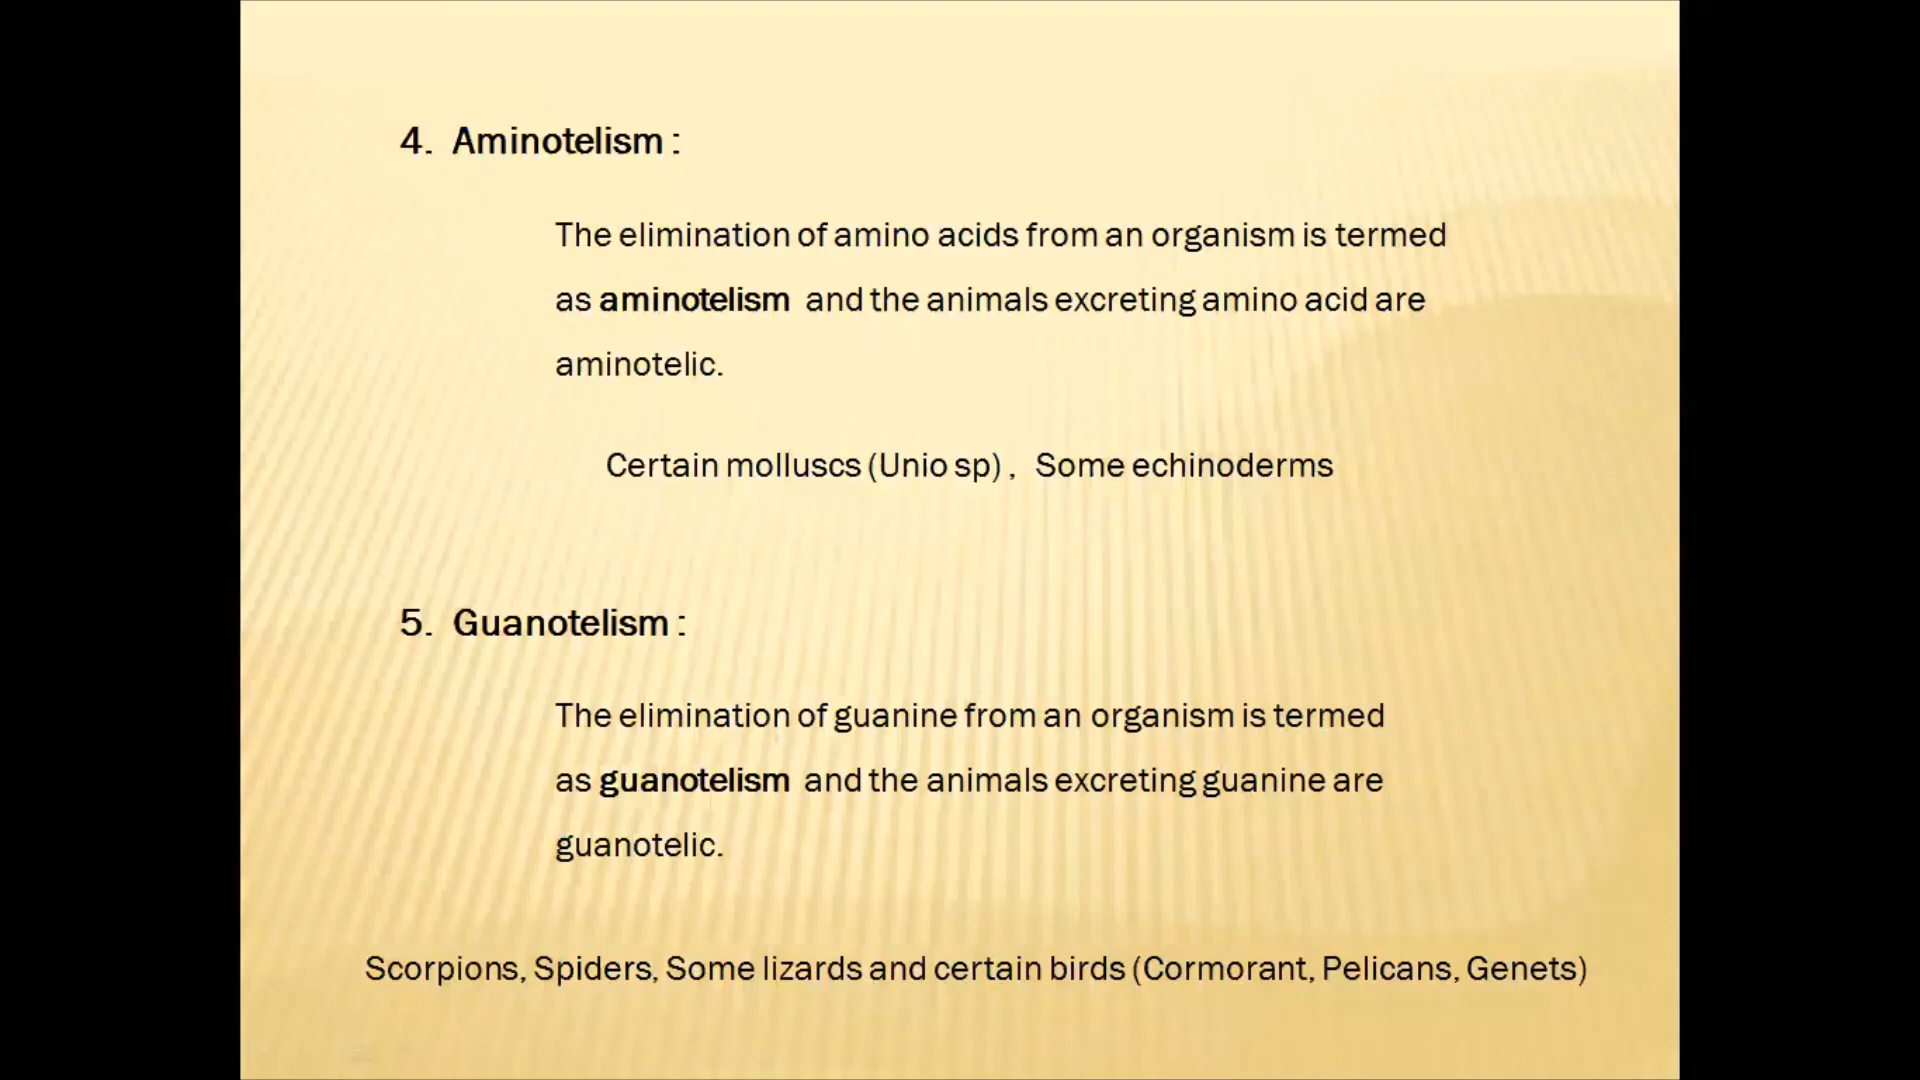 4. Aminotelism :
The elimination of amino acids from an organism is termed
as aminotelism and the animals excreting amino acid are
aminotelic.
Certain molluscs (Unio sp) , Some echinoderms
5. Guanotelism :
The elimination of guanine from an organism is termed
as guanotelism and the animals excreting guanine are
guanotelic.
Scorpions, Spiders, Some lizards and certain birds (Cormorant, Pelicans, Genets)